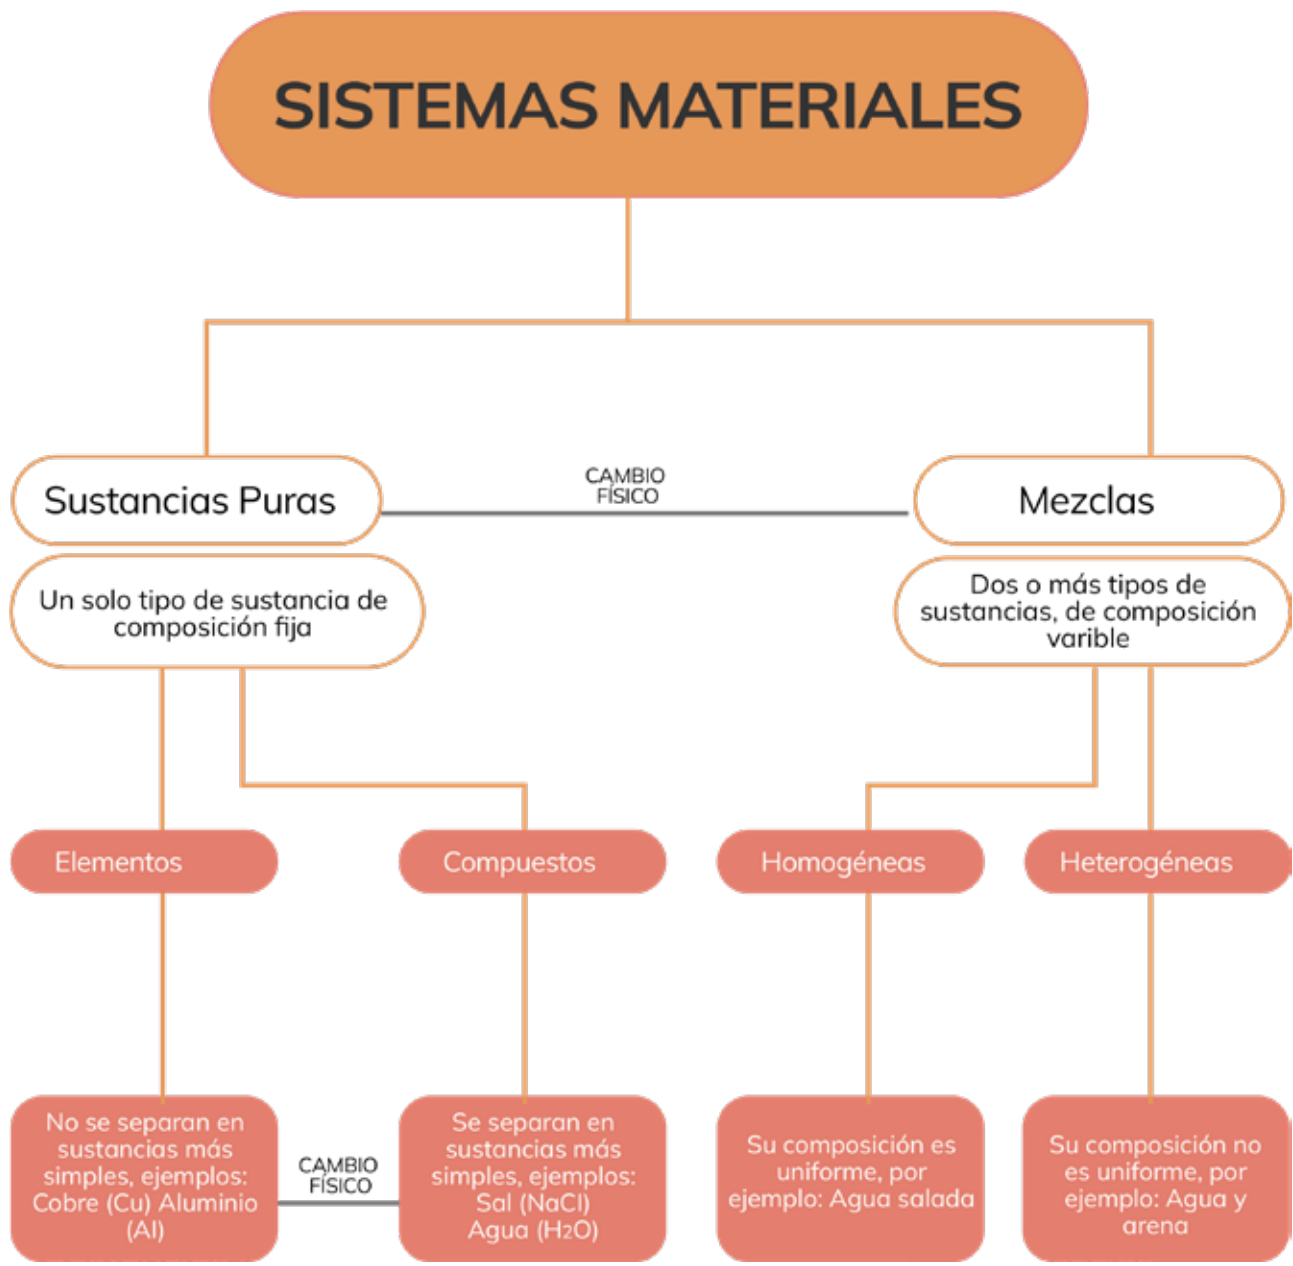 SISTEMAS MATERIALES
Sustancias Puras
CAMBIO
FÍSICO
Mezclas
Un solo tipo de sustancia de
composición fija
Dos o más tipos de
sustancias, de composición
varible
Elementos
Compuestos
Homogéneas
Heterogéneas
No se separan en
sustancias más
simples, ejemplos:
Cobre (Cu) Aluminio
(Al)
CAMBIO
FÍSICO
Se separan en
sustancias más
simples, ejemplos:
Sal (NaCl)
Agua (H2O)
Su composición es
uniforme, por
ejemplo: Agua salada
Su composición no
es uniforme, por
ejemplo: Agua y
arena